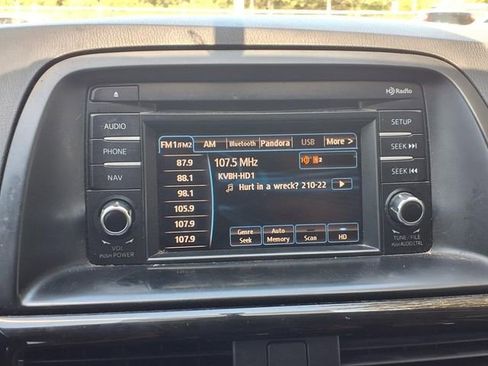 HD Radio
AUDIO
PHONE
NAV
VOL
PUSH POWER
FM1/FM2 AM Bluetooth Pandora USB More >
87.9
88.1
98.1
105.9
107.9
107.9
107.5 MHz
KVBH-HD1
Hurt in a wreck? 210-22
Genre Seek
Auto Memory
Scan
HD
SETUP
SEEK
SEEK
TUNE / FILE
PUSH AUDIO CTRL